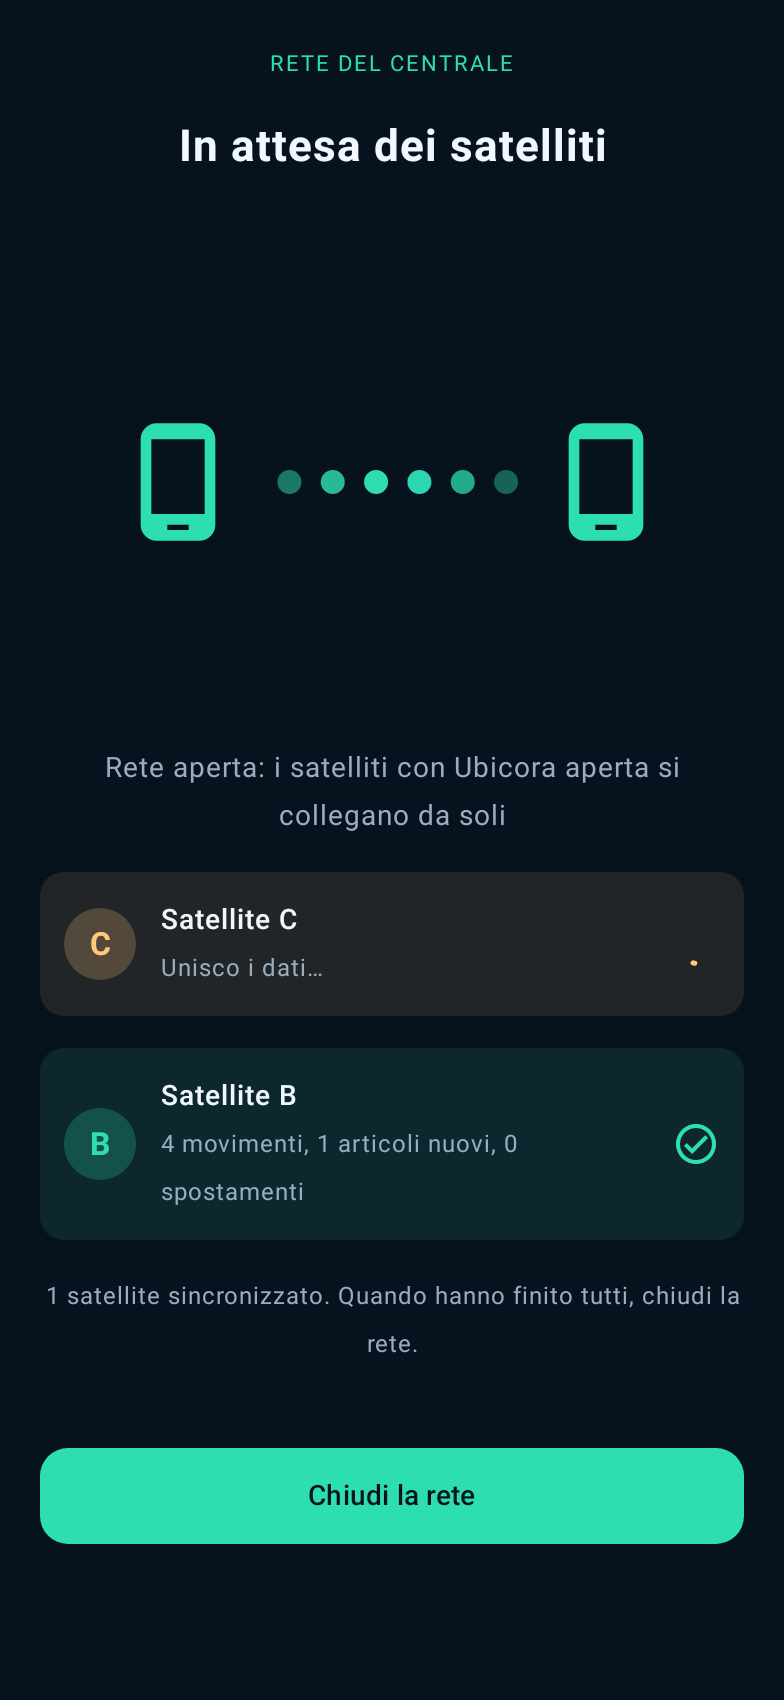 RETE DEL CENTRALE
In attesa dei satelliti
Rete aperta: i satelliti con Ubicora aperta si
collegano da soli
C
Satellite C
Unisco i dati…
B
Satellite B
4 movimenti, 1 articoli nuovi, 0
spostamenti
1 satellite sincronizzato. Quando hanno finito tutti, chiudi la
rete.
Chiudi la rete